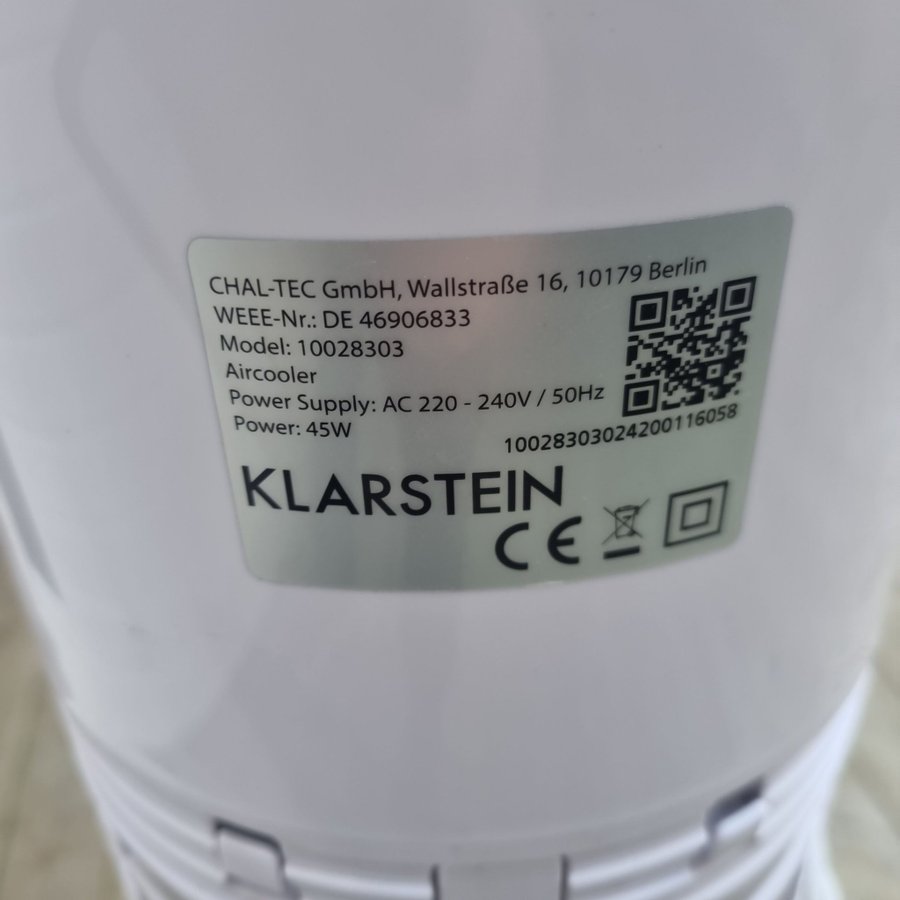 CHAL-TEC GmbH, Wallstraße 16, 10179 Berlin
WEEE-Nr.: DE 46906833
Model: 10028303
Aircooler
Power Supply: AC 220 - 240V / 50Hz
Power: 45W
10028303024200116058
KLARSTEIN
CE